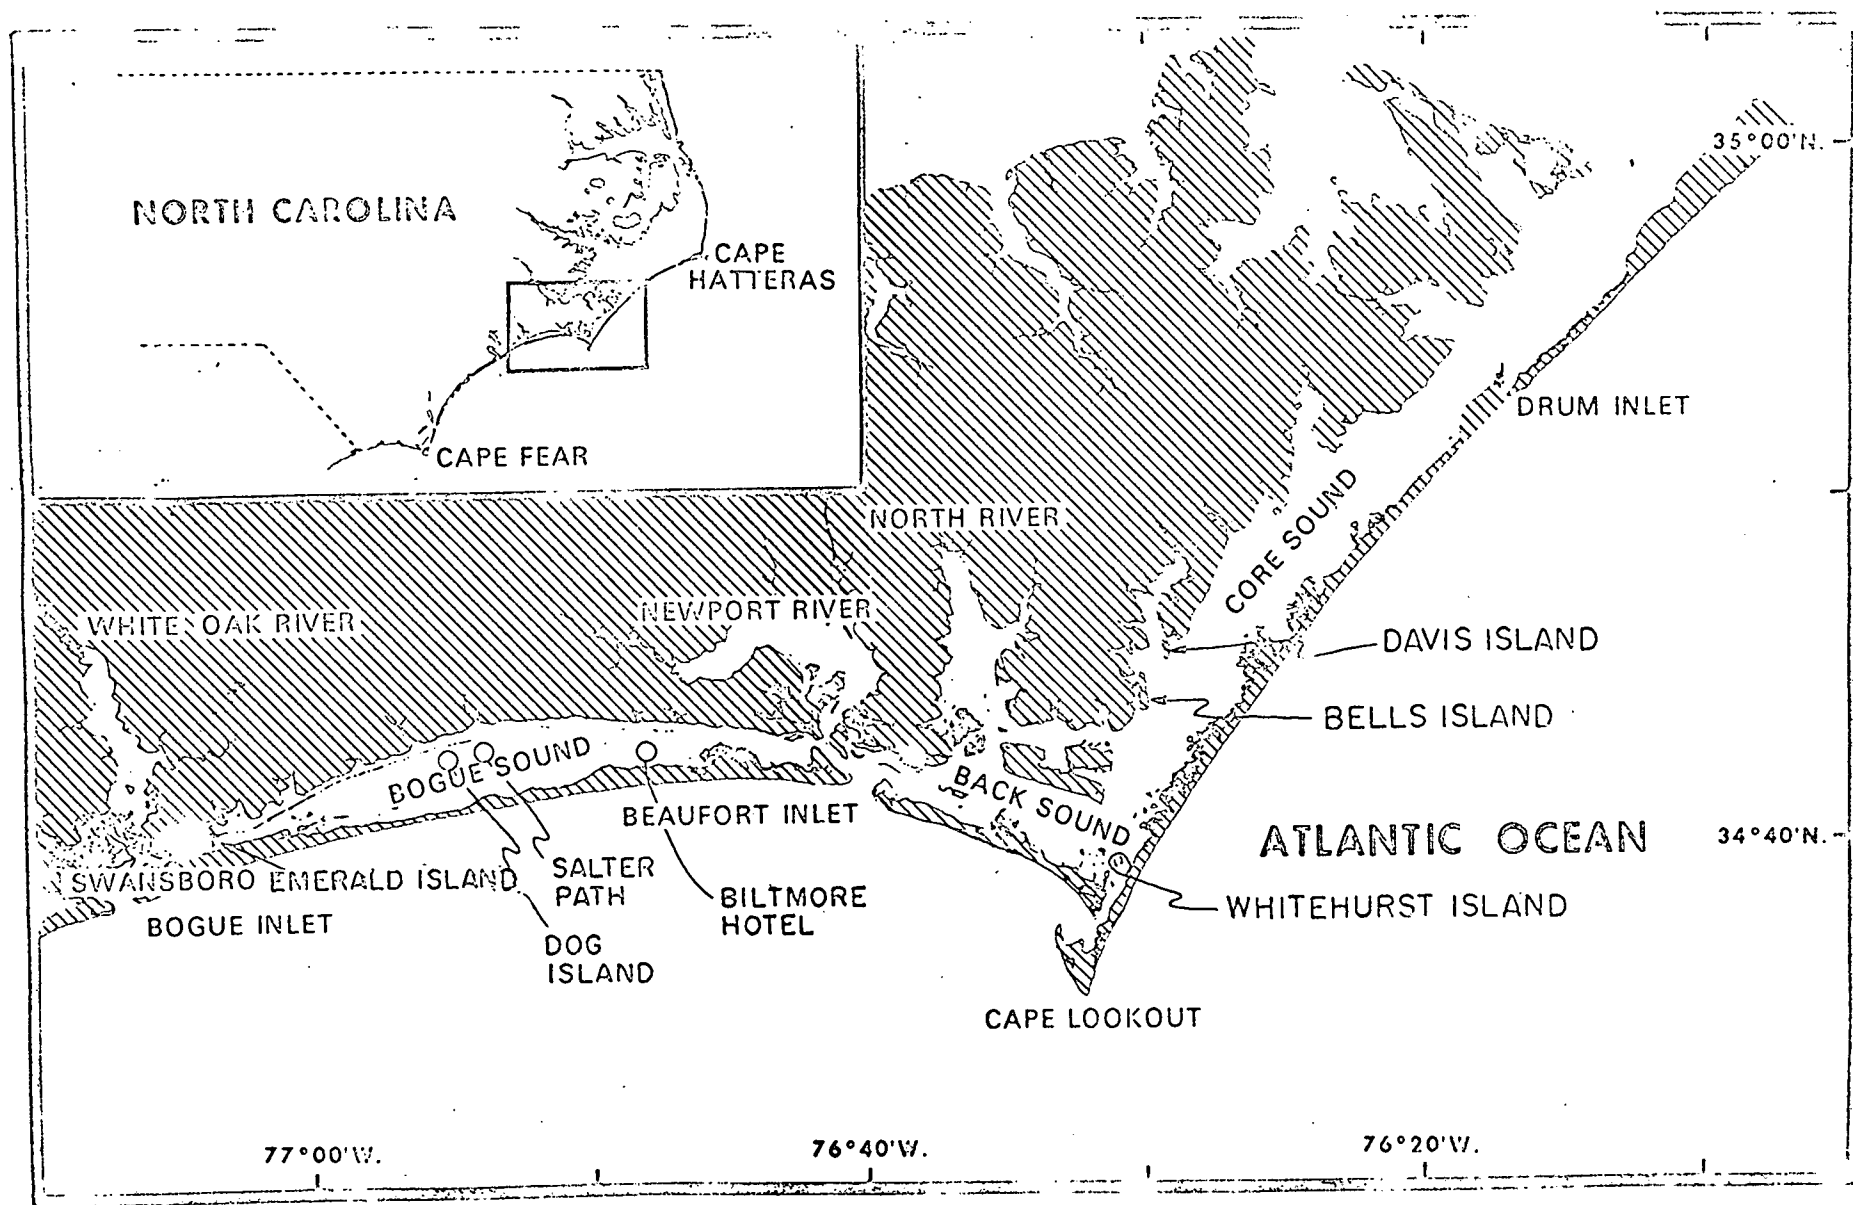 35°00'N.
NORTH CAROLINA
CAPE
HATTERAS
CAPE FEAR
DRUM INLET
NORTH RIVER
CORE SOUND
NEWPORT RIVER
WHITE OAK RIVER
DAVIS ISLAND
BELLS ISLAND
BOGUE SOUND
BACK SOUND
BEAUFORT INLET
ATLANTIC OCEAN
34°40'N.
SALTER
PATH
SWANSBORO
EMERALD ISLAND
BILTMORE
HOTEL
WHITEHURST ISLAND
BOGUE INLET
DOG
ISLAND
CAPE LOOKOUT
77°00'W.
76°40'W.
76°20'W.